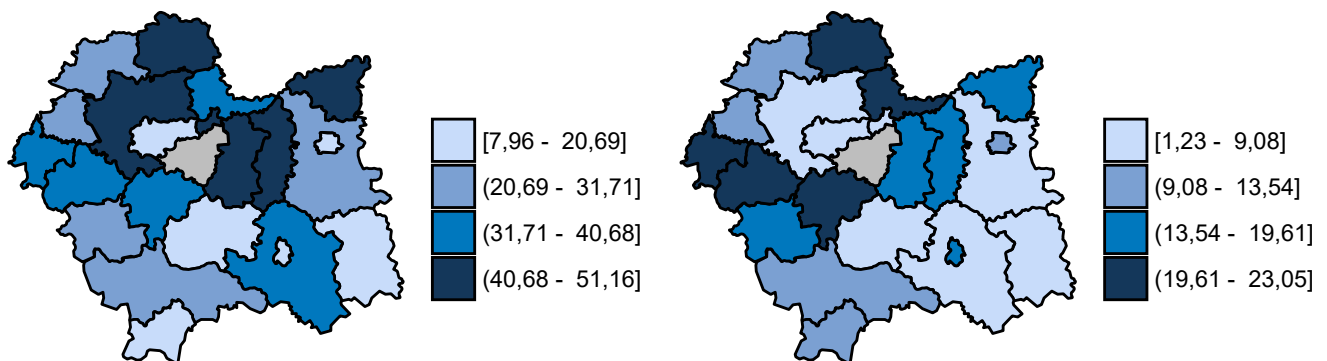 [7,96 - 20,69]
(20,69 - 31,71]
(31,71 - 40,68]
(40,68 - 51,16]
[1,23 - 9,08]
(9,08 - 13,54]
(13,54 - 19,61]
(19,61 - 23,05]